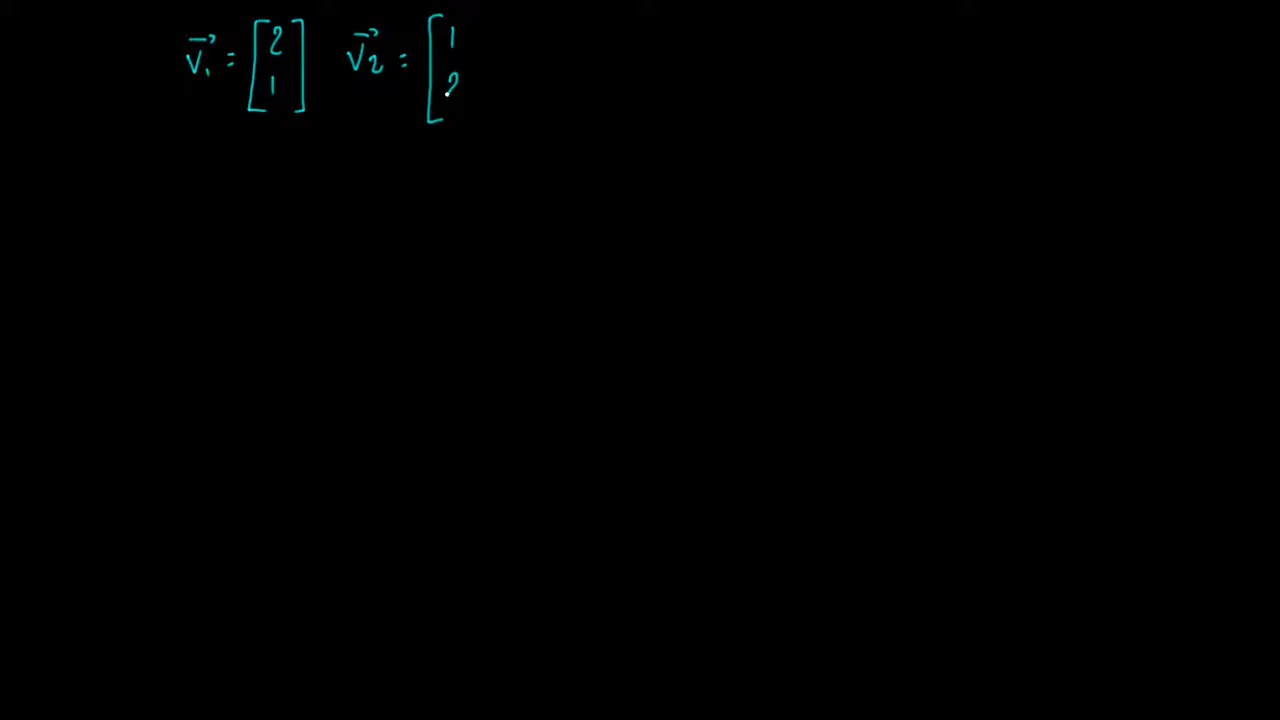 v⃗₁ = [2 1] v⃗₂ = [1 2